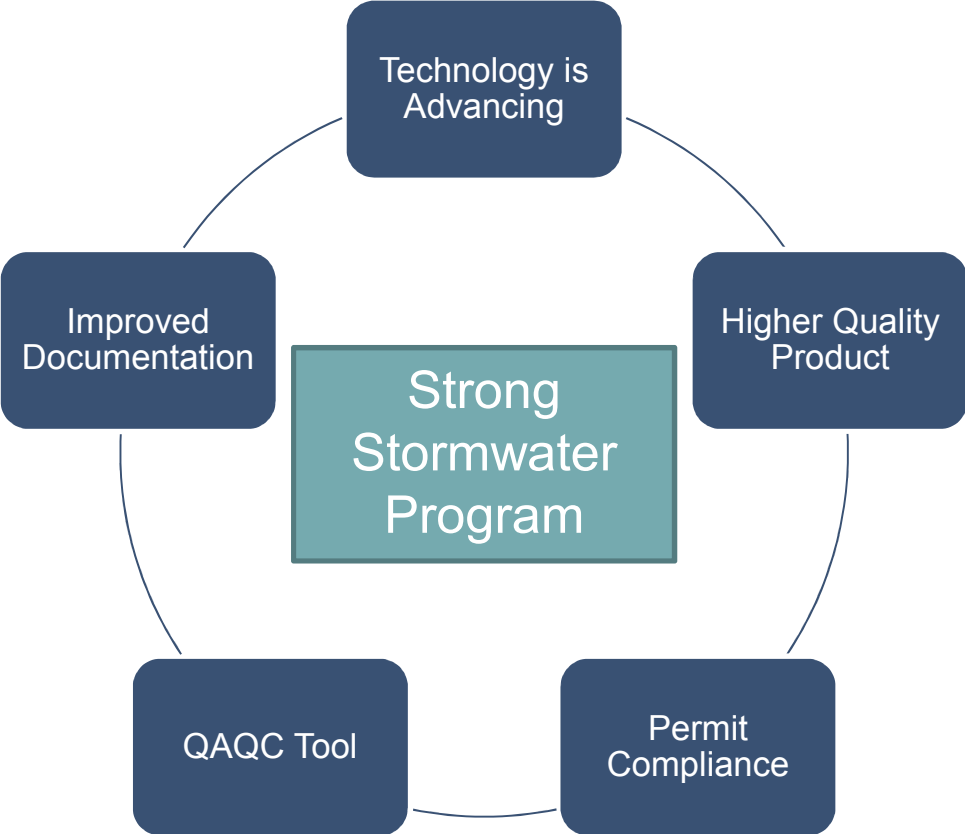 Technology is
Advancing
Higher Quality
Product
Permit
Compliance
QAQC Tool
Improved
Documentation
Strong
Stormwater
Program